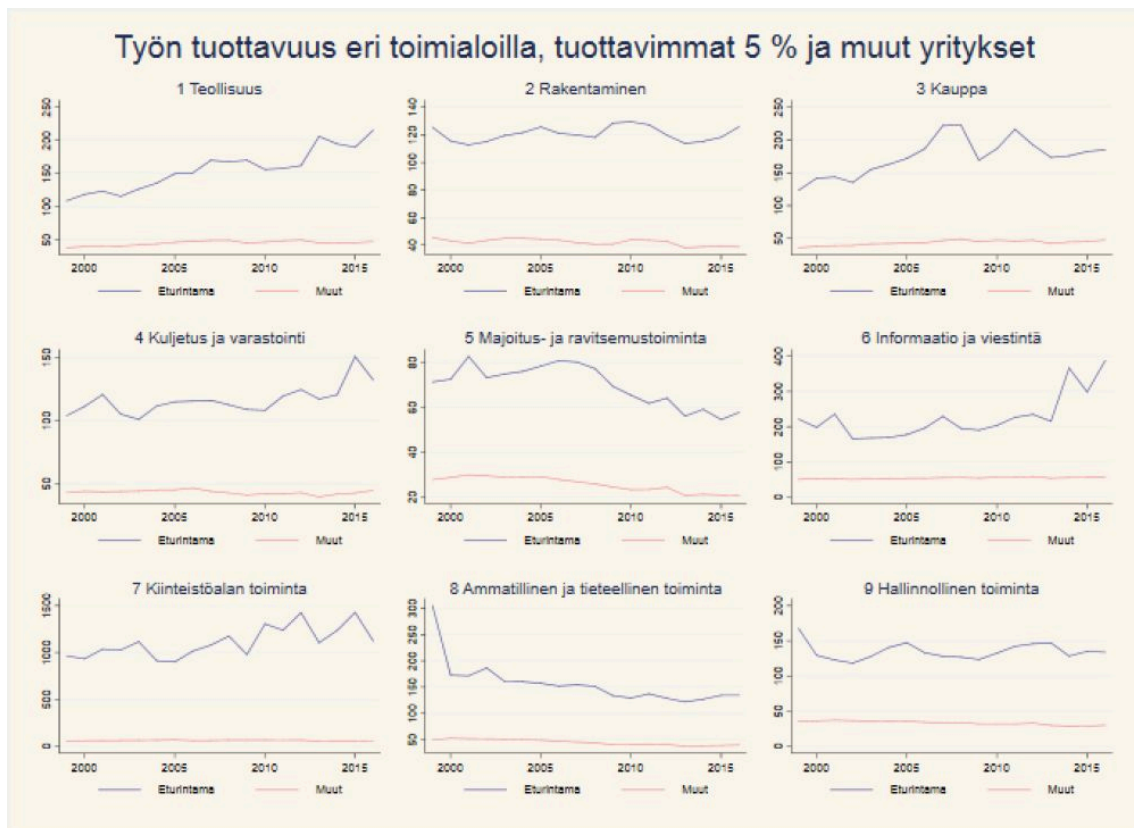 Työn tuottavuus eri toimialoilla, tuottavimmat 5 % ja muut yritykset
1 Teollisuus
250
200
150
100
50
2000 2005 2010 2015
Eturintama Muut
2 Rakentaminen
140
120
100
80
60
40
2000 2005 2010 2015
Eturintama Muut
3 Kauppa
250
200
150
100
50
2000 2005 2010 2015
Eturintama Muut
4 Kuljetus ja varastointi
150
100
50
2000 2005 2010 2015
Eturintama Muut
5 Majoitus- ja ravitsemustoiminta
80
60
40
20
2000 2005 2010 2015
Eturintama Muut
6 Informaatio ja viestintä
400
300
200
100
0
2000 2005 2010 2015
Eturintama Muut
7 Kiinteistöalan toiminta
1500
1000
500
0
2000 2005 2010 2015
Eturintama Muut
8 Ammatillinen ja tieteellinen toiminta
300
250
200
150
100
50
2000 2005 2010 2015
Eturintama Muut
9 Hallinnollinen toiminta
200
150
100
50
0
2000 2005 2010 2015
Eturintama Muut